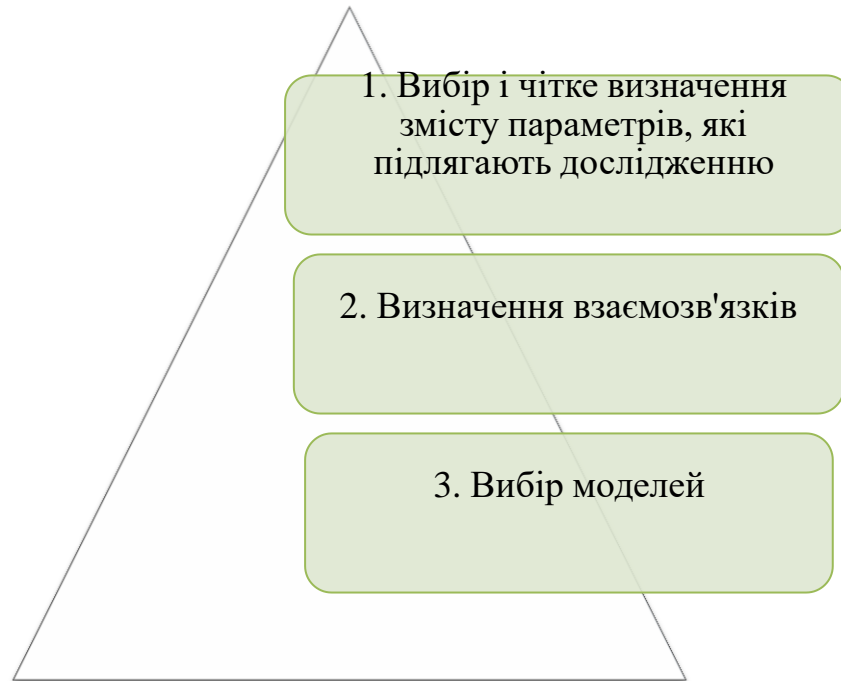 1. Вибір і чітке визначення
змісту параметрів, які
підлягають дослідженню
2. Визначення взаємозв'язків
3. Вибір моделей